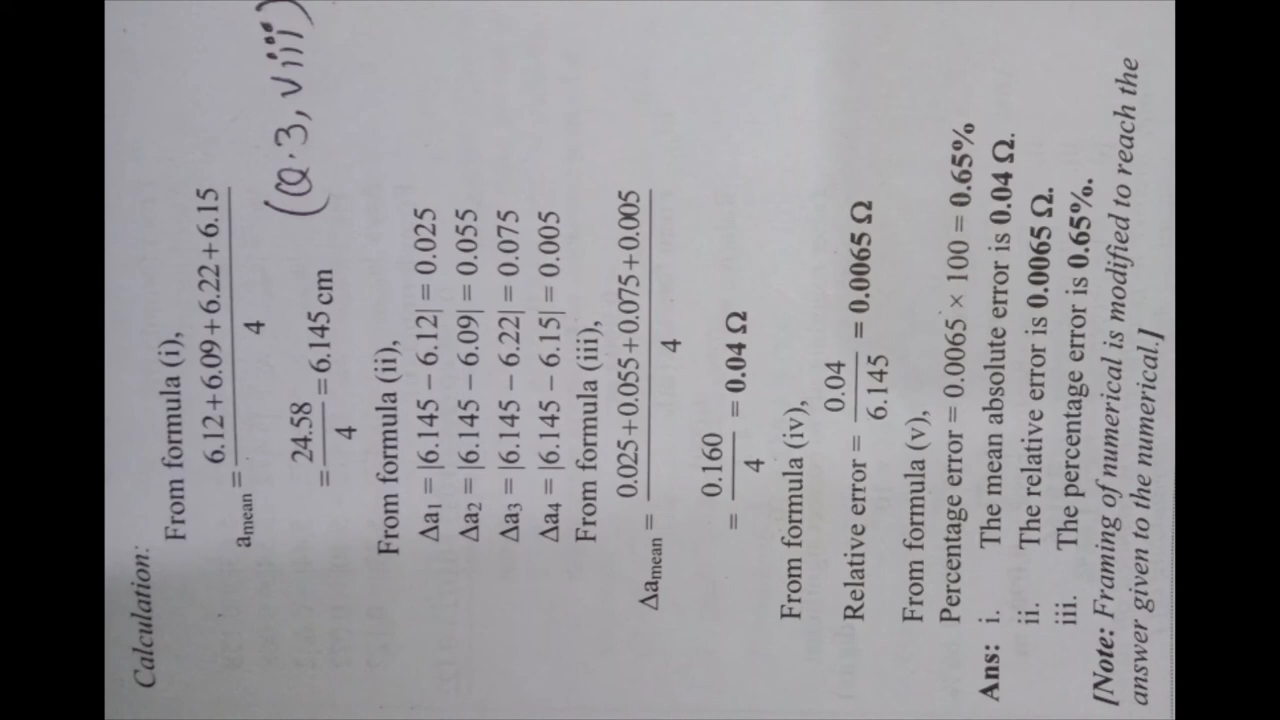 Calculation:
From formula (i),
a_mean = (6.12+6.09+6.22+6.15)/4
= 24.58/4 = 6.145 cm
(Q.3, viii)
From formula (ii),
Δa₁ = |6.145 − 6.12| = 0.025
Δa₂ = |6.145 − 6.09| = 0.055
Δa₃ = |6.145 − 6.22| = 0.075
Δa₄ = |6.145 − 6.15| = 0.005
From formula (iii),
Δa_mean = (0.025+0.055+0.075+0.005)/4
= 0.160/4 = 0.04 Ω
From formula (iv),
Relative error = 0.04/6.145 = 0.0065 Ω
From formula (v),
Percentage error = 0.0065 × 100 = 0.65%
Ans: i. The mean absolute error is 0.04 Ω.
ii. The relative error is 0.0065 Ω.
iii. The percentage error is 0.65%.
[Note: Framing of numerical is modified to reach the
answer given to the numerical.]